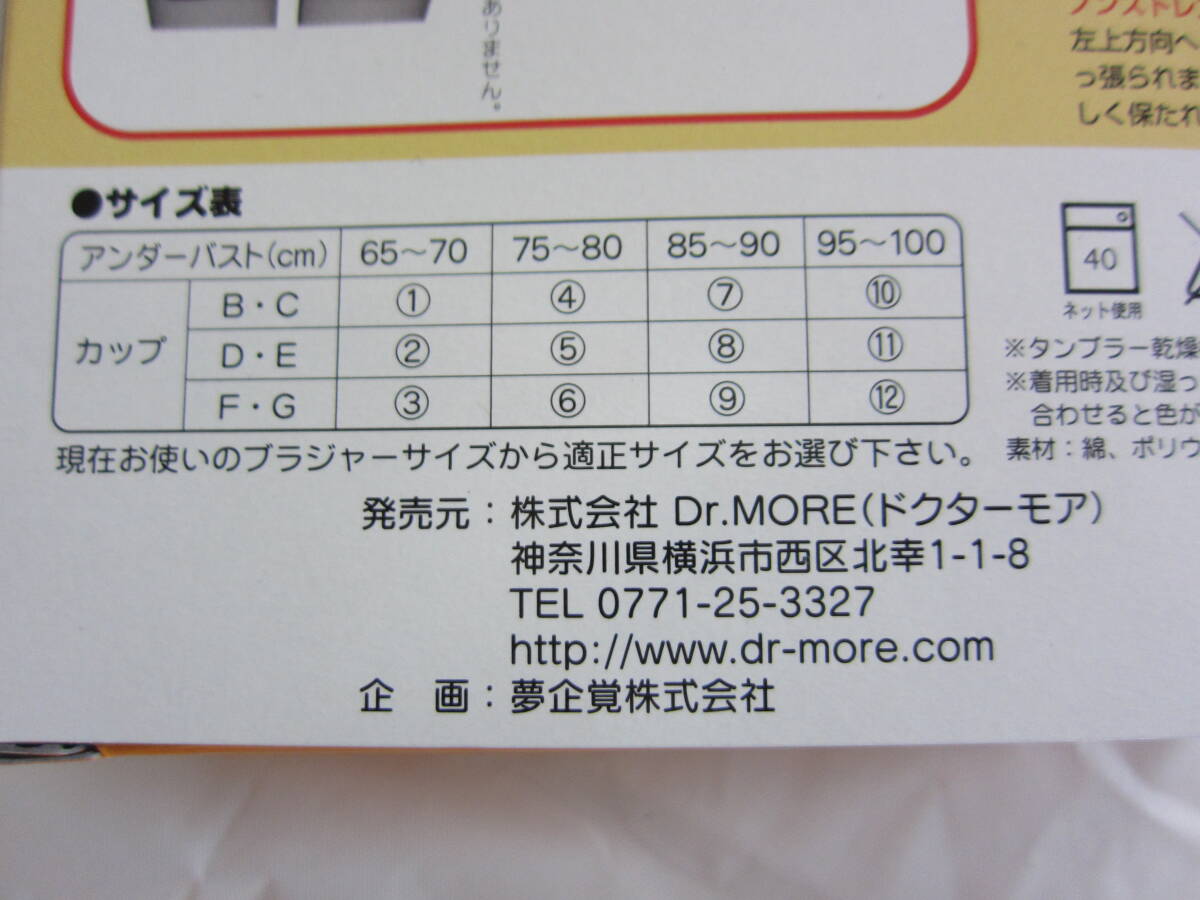 ありません。
ノンストレ
左上方向へ
っ張られま
しく保たれ
●サイズ表
アンダーバスト(cm) 65～70 75～80 85～90 95～100
カップ
B・C ① ④ ⑦ ⑩
D・E ② ⑤ ⑧ ⑪
F・G ③ ⑥ ⑨ ⑫
現在お使いのブラジャーサイズから適正サイズをお選び下さい。
40
ネット使用
※タンブラー乾燥
※着用時及び湿っ
合わせると色が
素材：綿、ポリウ
発売元：株式会社 Dr.MORE(ドクターモア)
神奈川県横浜市西区北幸1-1-8
TEL 0771-25-3327
http://www.dr-more.com
企　画：夢企覚株式会社